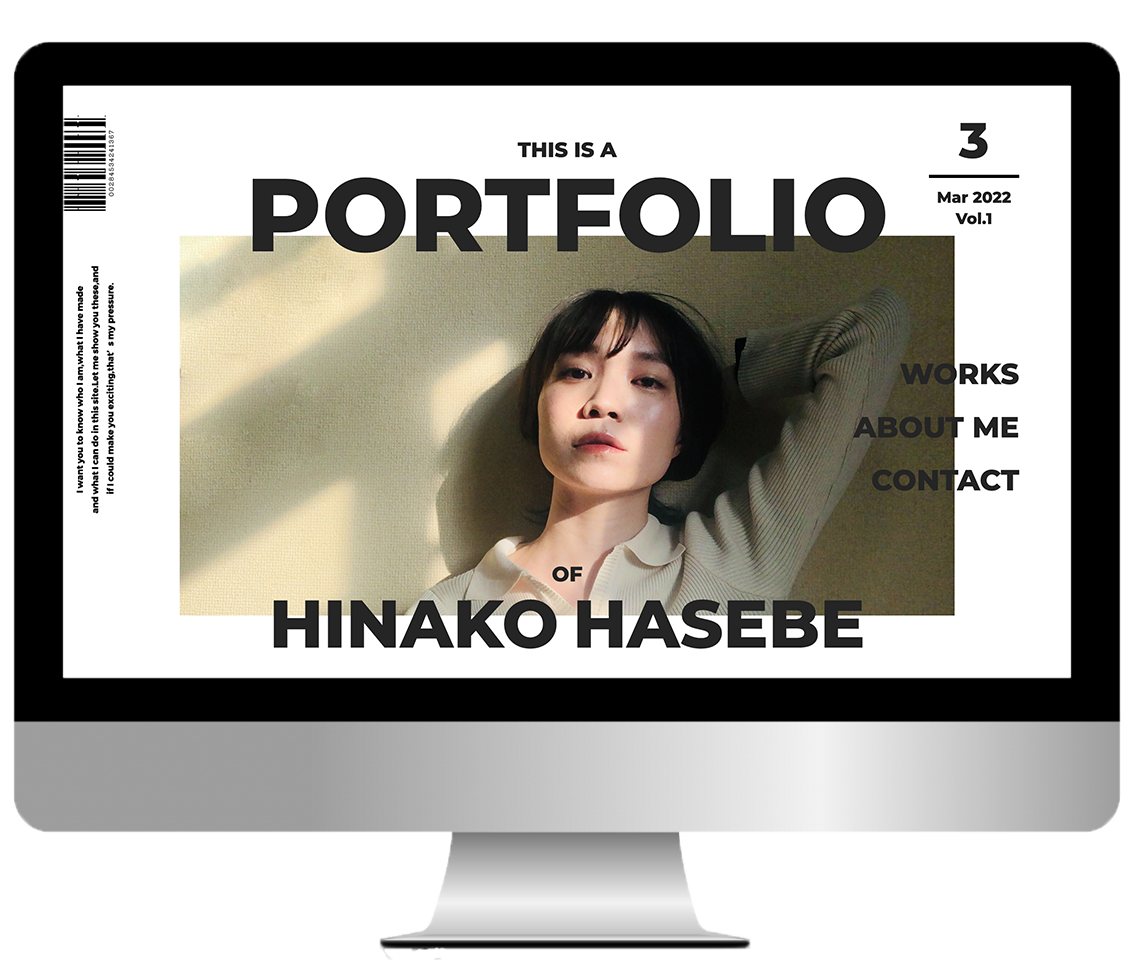 00284534241367
THIS IS A
PORTFOLIO
3
Mar 2022
Vol.1
I want you to know who I am,what I have made
and what I can do in this site.Let me show you these,and
if I could make you exciting,that’s my pressure.
WORKS
ABOUT ME
CONTACT
OF
HINAKO HASEBE